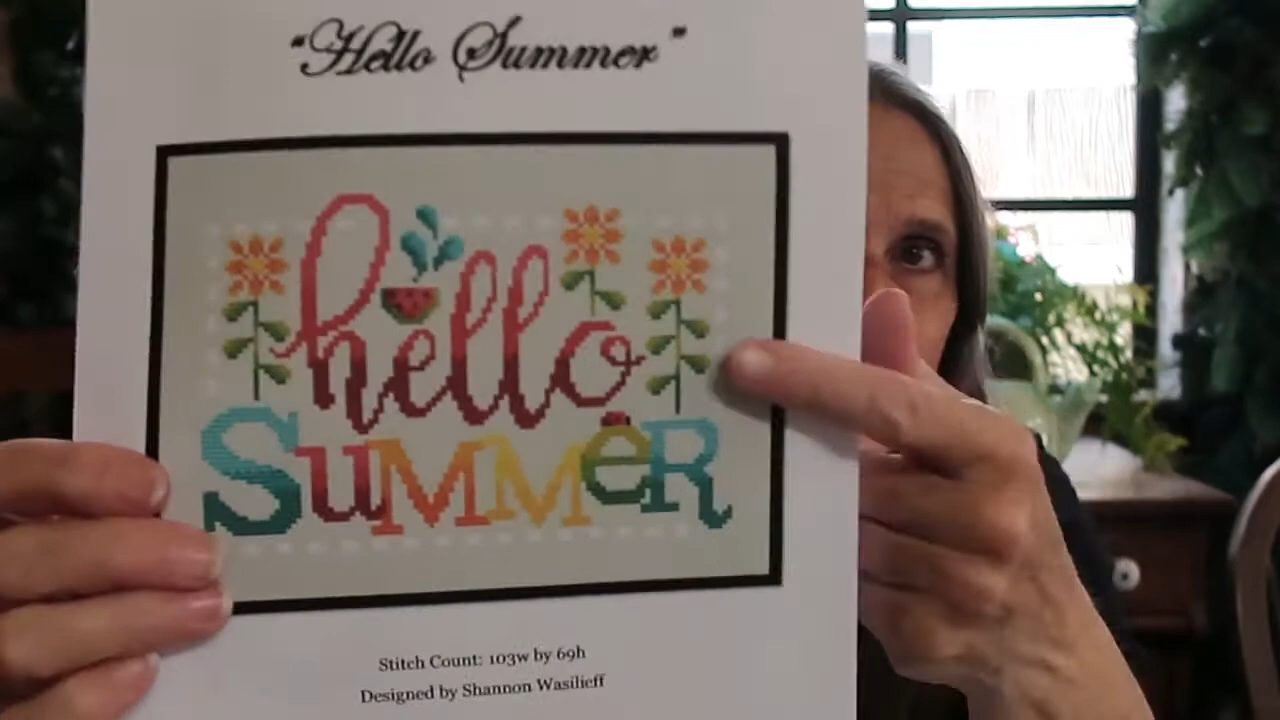 "Hello Summer"
hello
SuMMeR
Stitch Count: 103w by 69h
Designed by Shannon Wasilieff